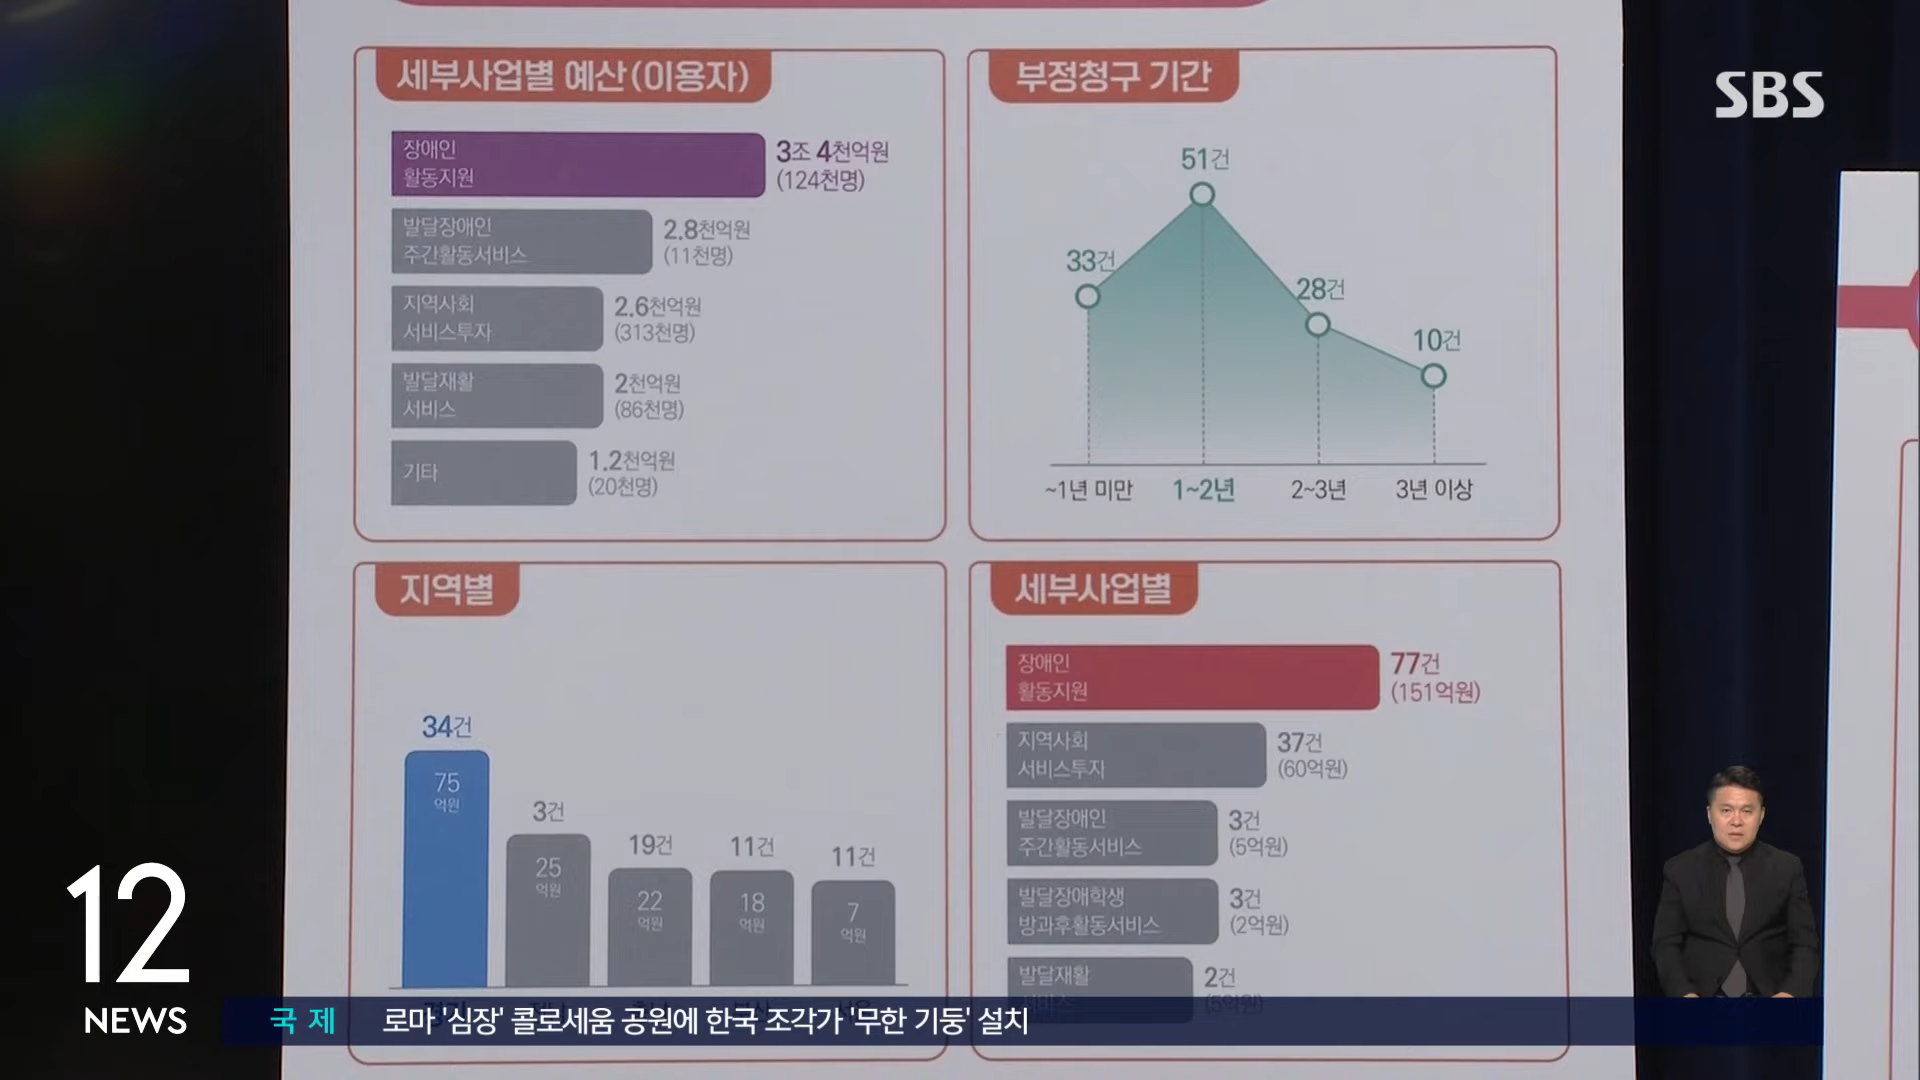 세부사업별 예산(이용자)
장애인
활동지원
3조 4천억원
(124천명)
발달장애인
주간활동서비스
2.8천억원
(11천명)
지역사회
서비스투자
2.6천억원
(313천명)
발달재활
서비스
2천억원
(86천명)
기타
1.2천억원
(20천명)
부정청구 기간
33건
51건
28건
10건
~1년 미만
1~2년
2~3년
3년 이상
지역별
34건
75
억원
3건
25
억원
19건
22
억원
11건
18
억원
11건
7
억원
세부사업별
장애인
활동지원
77건
(151억원)
지역사회
서비스투자
37건
(60억원)
발달장애인
주간활동서비스
3건
(5억원)
발달장애학생
방과후활동서비스
3건
(2억원)
발달재활
서비스
2건
(5억원)
SBS
12
NEWS
국제
로마 '심장' 콜로세움 공원에 한국 조각가 '무한 기둥' 설치